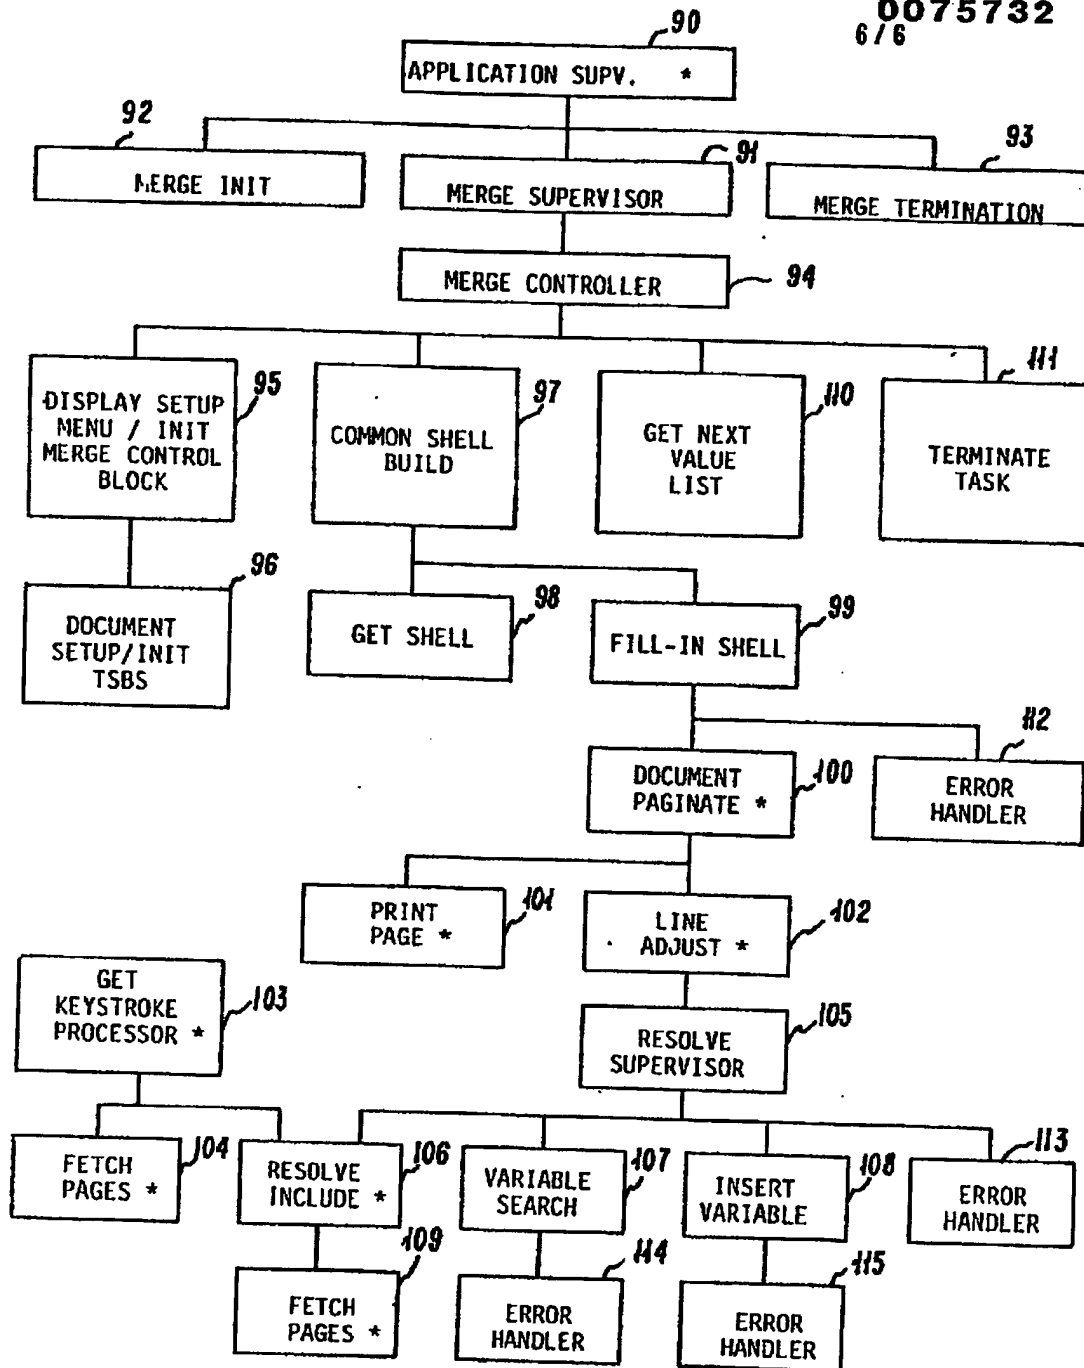 0075732
6/6
90
APPLICATION SUPV. *
92
MERGE INIT
91
MERGE SUPERVISOR
93
MERGE TERMINATION
MERGE CONTROLLER
94
DISPLAY SETUP
MENU / INIT
MERGE CONTROL
BLOCK
95
COMMON SHELL
BUILD
97
GET NEXT
VALUE
LIST
110
TERMINATE
TASK
111
DOCUMENT
SETUP/INIT
TSBS
96
GET SHELL
98
FILL-IN SHELL
99
DOCUMENT
PAGINATE *
100
ERROR
HANDLER
112
PRINT
PAGE *
101
LINE
ADJUST *
102
GET
KEYSTROKE
PROCESSOR *
103
RESOLVE
SUPERVISOR
105
FETCH
PAGES *
104
RESOLVE
INCLUDE *
106
VARIABLE
SEARCH
107
INSERT
VARIABLE
108
ERROR
HANDLER
113
FETCH
PAGES *
109
ERROR
HANDLER
114
ERROR
HANDLER
115